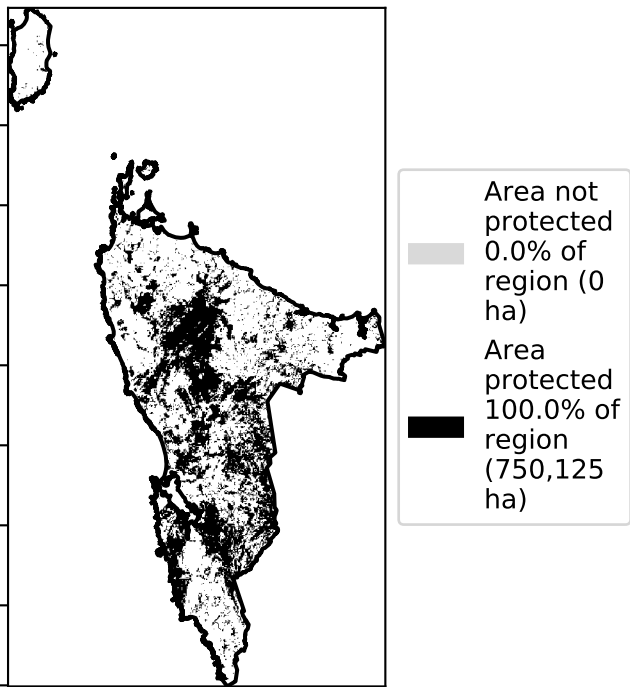 Area not
protected
0.0% of
region (0
ha)
Area
protected
100.0% of
region
(750,125
ha)